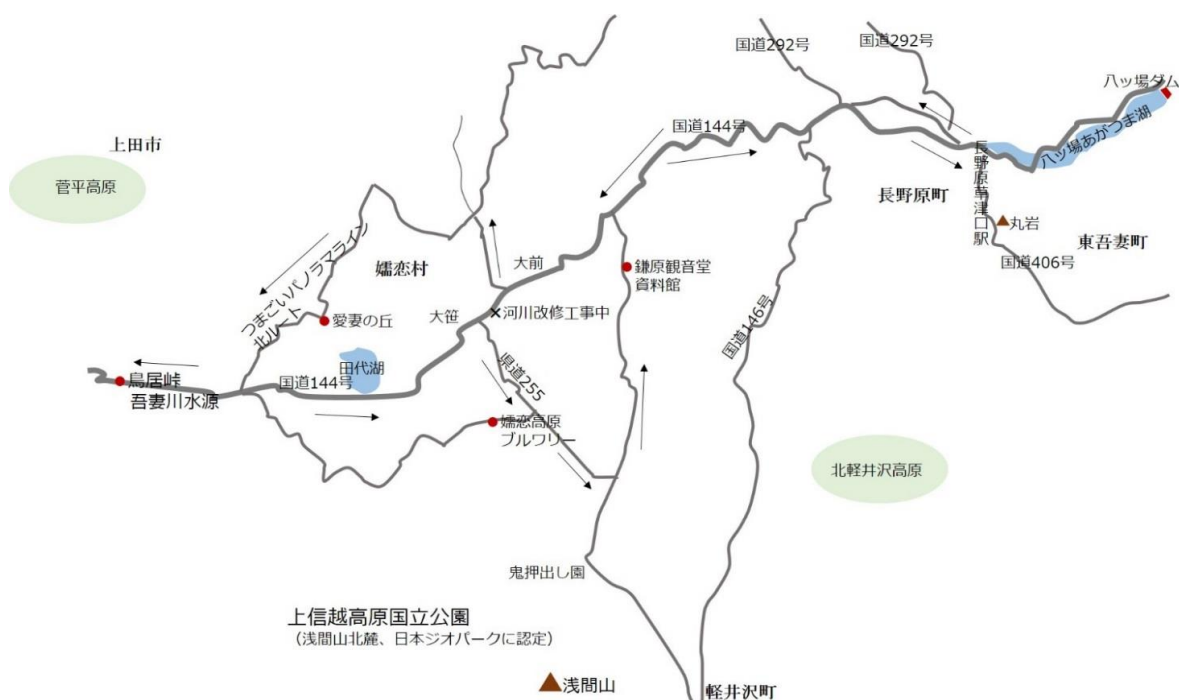 国道292号
国道292号
八ッ場ダム
上田市
国道144号
八ッ場あがつま湖
菅平高原
長野原草津口駅
長野原町
丸岩
東吾妻町
つまごいパノラマライン
北ルート
嬬恋村
大前
鎌原観音堂
資料館
国道406号
大笹
河川改修工事中
愛妻の丘
国道146号
田代湖
県道255
鳥居峠
国道144号
吾妻川水源
嬬恋高原
ブルワリー
北軽井沢高原
鬼押出し園
上信越高原国立公園
（浅間山北麓、日本ジオパークに認定）
浅間山
軽井沢町